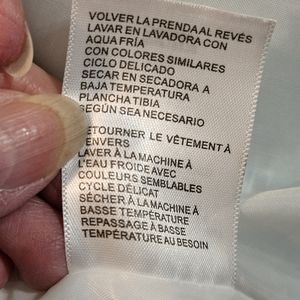 VOLVER LA PRENDA AL REVÉS
LAVAR EN LAVADORA CON
AQUA FRÍA
CON COLORES SIMILARES
CICLO DELICADO
SECAR EN SECADORA A
BAJA TEMPERATURA
PLANCHA TIBIA
SEGÚN SEA NECESARIO
RETOURNER LE VÊTEMENT À
L'ENVERS
LAVER À LA MACHINE À
L'EAU FROIDE AVEC
COULEURS SEMBLABLES
CYCLE DÉLICAT
SÉCHER À LA MACHINE À
BASSE TEMPÉRATURE
REPASSAGE À BASSE
TEMPÉRATURE AU BESOIN